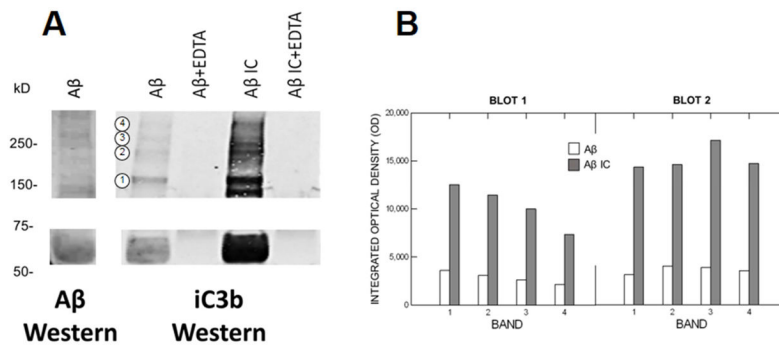 A
kD
Aβ
Aβ
Aβ+EDTA
Aβ IC
Aβ IC+EDTA
250-
150-
75-
50-
4
3
2
1
Aβ
Western
iC3b
Western
B
BLOT 1
BLOT 2
INTEGRATED OPTICAL DENSITY (OD)
20,000
15,000
10,000
5,000
0
Aβ
Aβ IC
1 2 3 4
BAND
1 2 3 4
BAND